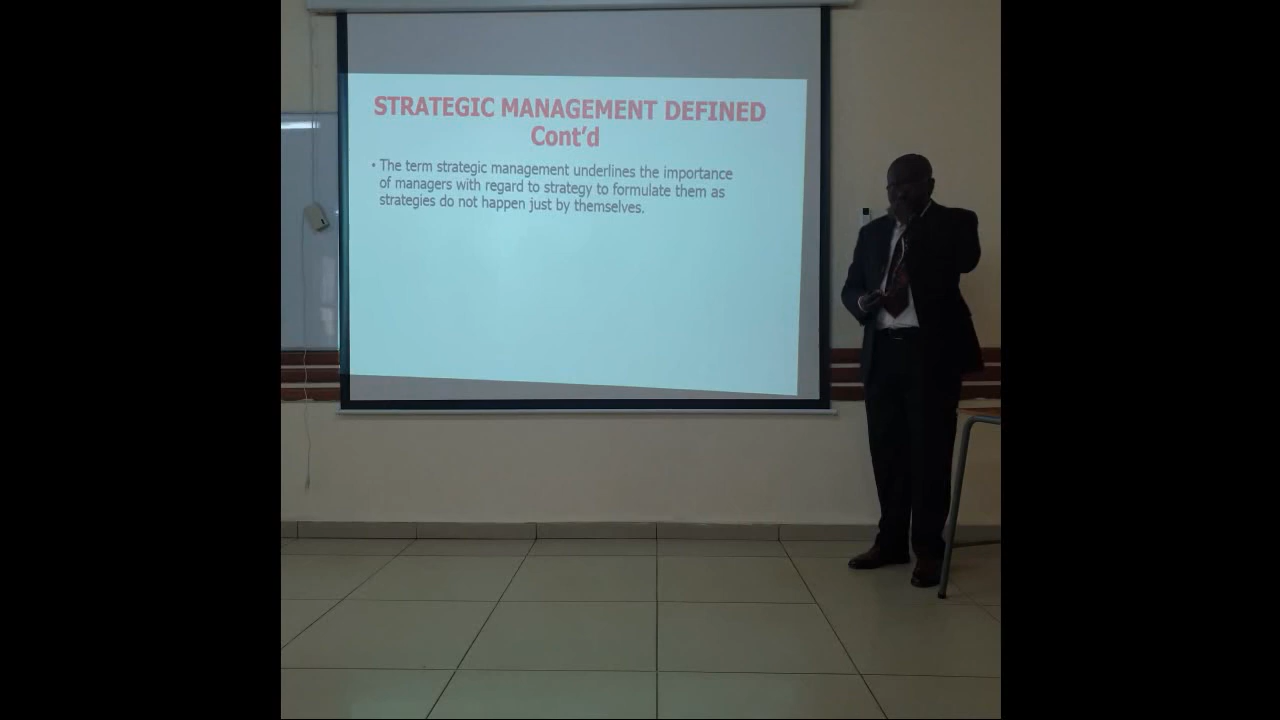 STRATEGIC MANAGEMENT DEFINED
Cont'd
• The term strategic management underlines the importance
of managers with regard to strategy to formulate them as
strategies do not happen just by themselves.